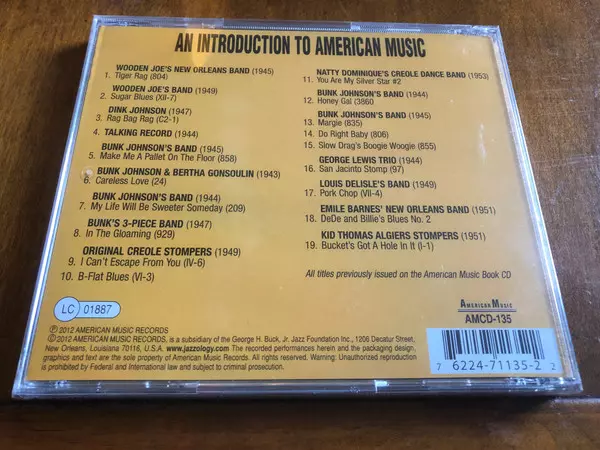 AN INTRODUCTION TO AMERICAN MUSIC
WOODEN JOE'S NEW ORLEANS BAND (1945)
1. Tiger Rag (804)
WOODEN JOE'S BAND (1949)
2. Sugar Blues (XII-7)
DINK JOHNSON (1947)
3. Rag Bag Rag (C2-1)
4. TALKING RECORD (1944)
BUNK JOHNSON'S BAND (1945)
5. Make Me A Pallet On The Floor (858)
BUNK JOHNSON & BERTHA GONSOULIN (1943)
6. Careless Love (24)
BUNK JOHNSON'S BAND (1944)
7. My Life Will Be Sweeter Someday (209)
BUNK'S 3-PIECE BAND (1947)
8. In The Gloaming (929)
ORIGINAL CREOLE STOMPERS (1949)
9. I Can't Escape From You (IV-6)
10. B-Flat Blues (VI-3)
NATTY DOMINIQUE'S CREOLE DANCE BAND (1953)
11. You Are My Silver Star #2
BUNK JOHNSON'S BAND (1944)
12. Honey Gal (3860
BUNK JOHNSON'S BAND (1945)
13. Margie (835)
14. Do Right Baby (806)
15. Slow Drag's Boogie Woogie (855)
GEORGE LEWIS TRIO (1944)
16. San Jacinto Stomp (97)
LOUIS DELISLE'S BAND (1949)
17. Pork Chop (VII-4)
EMILE BARNES' NEW ORLEANS BAND (1951)
18. DeDe and Billie's Blues No. 2
KID THOMAS ALGIERS STOMPERS (1951)
19. Bucket's Got A Hole In It (I-1)
All titles previously issued on the American Music Book CD
LC 01887
AMERICAN MUSIC
AMCD-135
℗2012 AMERICAN MUSIC RECORDS
©2012 AMERICAN MUSIC RECORDS, is a subsidiary of the George H. Buck, Jr. Jazz Foundation Inc., 1206 Decatur Street,
New Orleans, Louisiana 70116, U.S.A. www.jazzology.com The recorded performances herein and the packaging design,
graphics and text are the sole property of American Music Records. All rights reserved. Warning: Unauthorized reproduction
is prohibited by Federal and International law and subject to criminal prosecution.
7 62247-1135-2 2